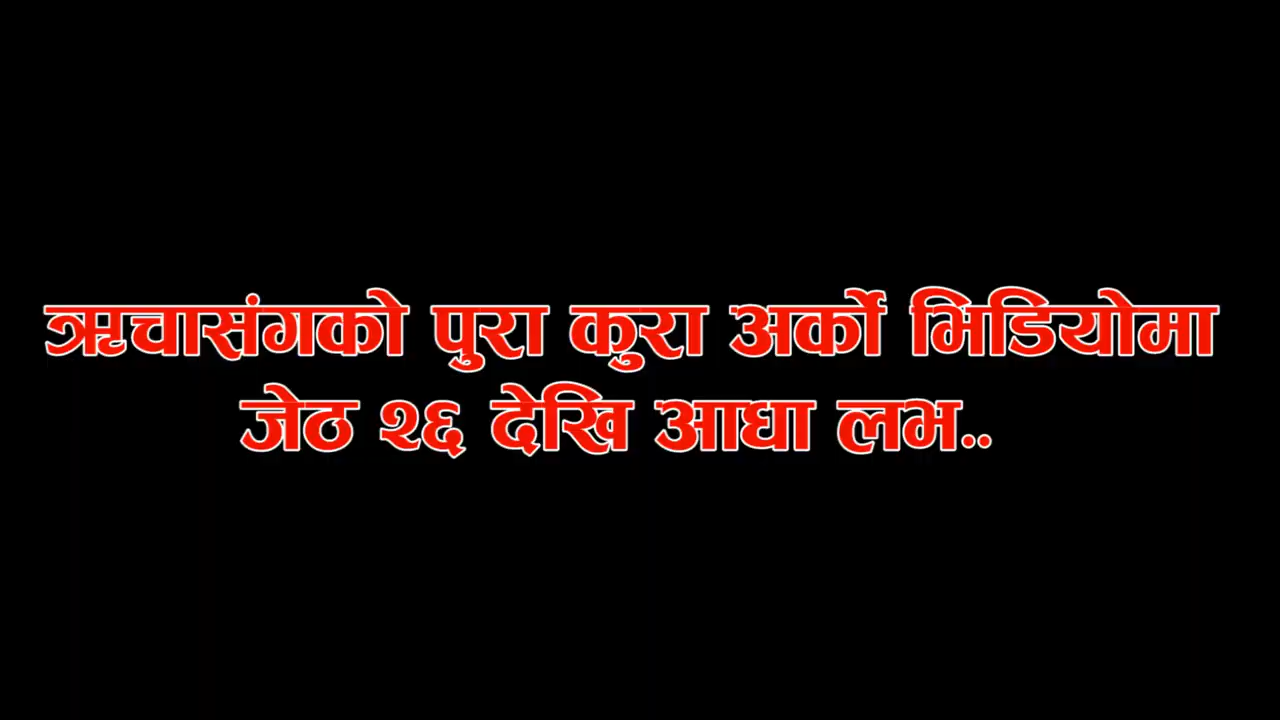 ऋचासंगको पुरा कुरा अर्को भिडियोमा
जेठ २६ देखि आधा लभ..